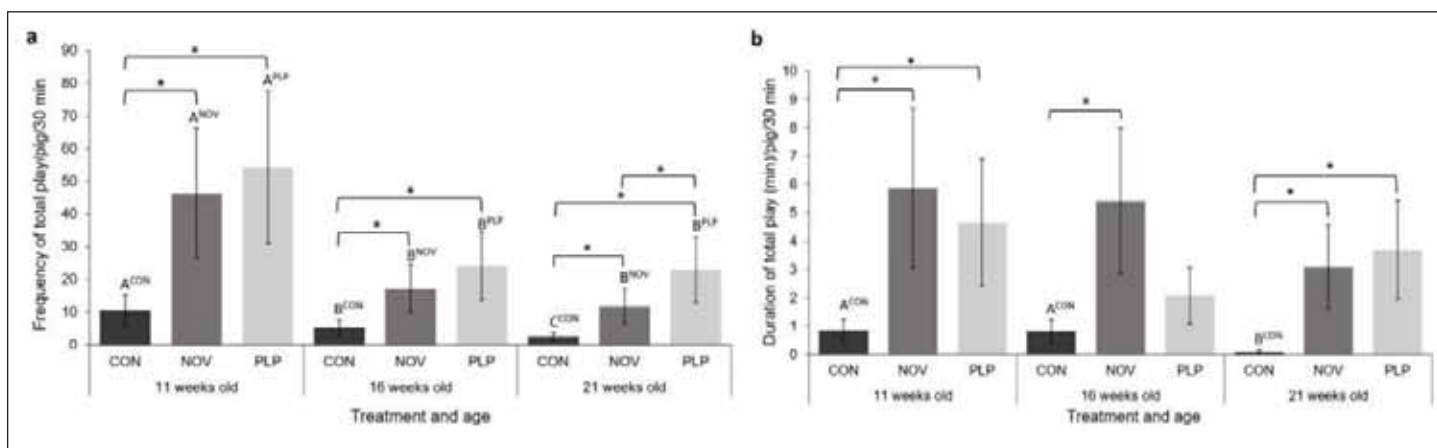 a
Frequency of total play/pig/30 min
90
80
70
60
50
40
30
20
10
0
*
*
A^CON
A^NOV
A^PLP
*
*
B^CON
B^NOV
B^PLP
*
*
*
C^CON
B^NOV
B^PLP
CON NOV PLP CON NOV PLP CON NOV PLP
11 weeks old 16 weeks old 21 weeks old
Treatment and age
b
Duraion of total play (min)/pig/30 min
10
9
8
7
6
5
4
3
2
1
0
*
*
A^CON
*
A^CON
*
*
B^CON
CON NOV PLP CON NOV PLP CON NOV PLP
11 weeks old 16 weeks old 21 weeks old
Treatment and age